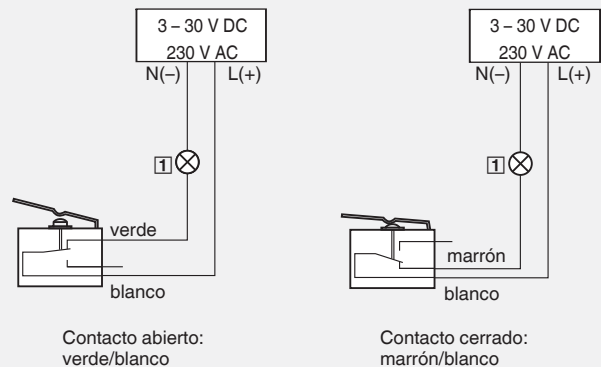 3 – 30 V DC
230 V AC
N(–)
L(+)
1
verde
blanco
Contacto abierto:
verde/blanco
3 – 30 V DC
230 V AC
N(–)
L(+)
1
marrón
blanco
Contacto cerrado:
marrón/blanco